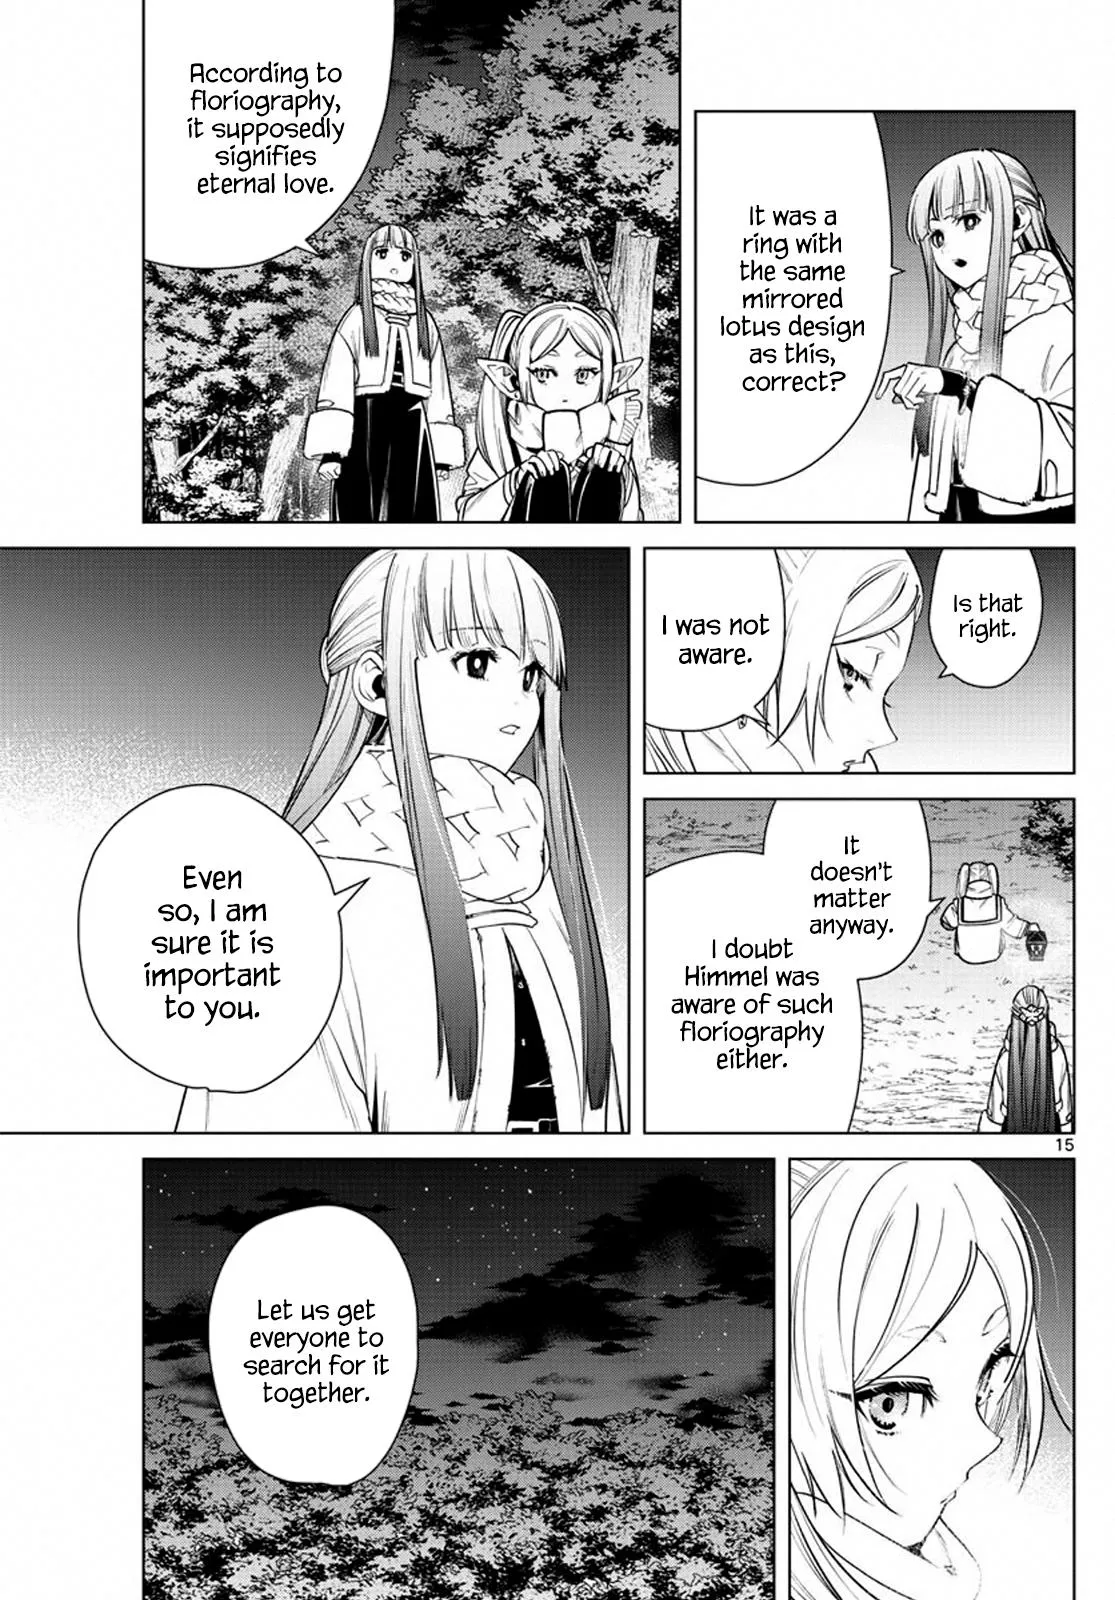 It was a
ring with
the same
mirrored
lotus design
as this,
correct?
According to
floriography,
it supposedly
signifies
eternal love.
Is that
right.
I was not
aware.
It
doesn't
matter
anyway.
I doubt
Himmel was
aware of such
floriography
either.
Even
so, I am
sure it is
important
to you.
15
Let us get
everyone to
search for it
together.